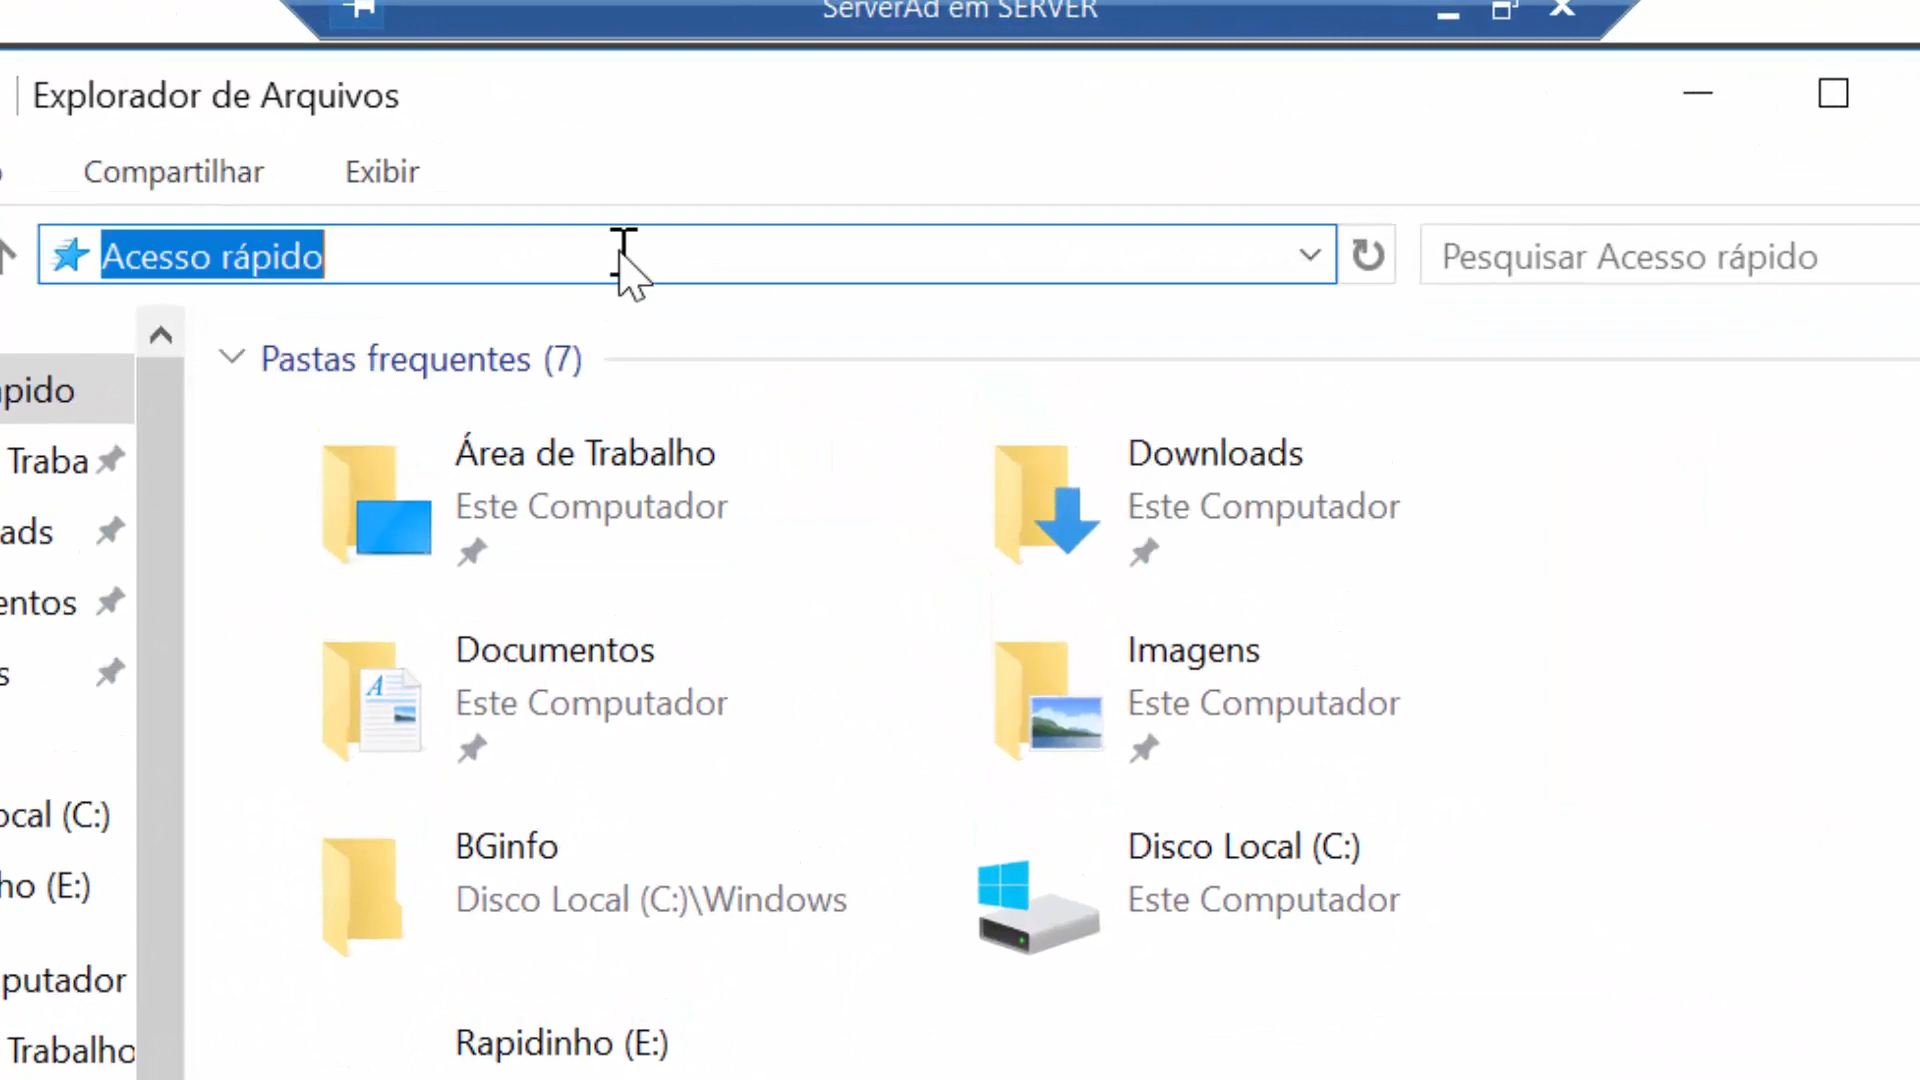 ServerAd em SERVER
Explorador de Arquivos
Compartilhar Exibir
Acesso rápido
Pesquisar Acesso rápido
Pastas frequentes (7)
ápido
Traba
ads
entos
s
ocal (C:)
ho (E:)
putador
Trabalho
Área de Trabalho
Este Computador
Downloads
Este Computador
Documentos
Este Computador
Imagens
Este Computador
BGinfo
Disco Local (C:)\Windows
Disco Local (C:)
Este Computador
Rapidinho (E:)